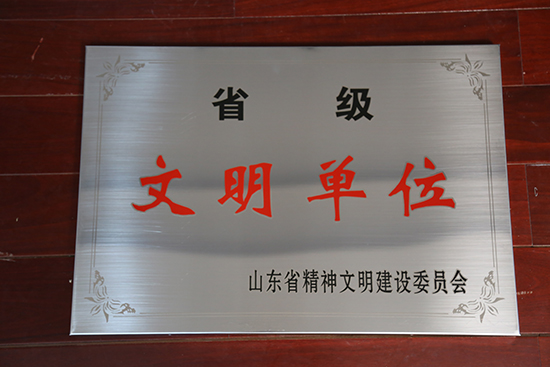 省级
文明单位
山东省精神文明建设委员会